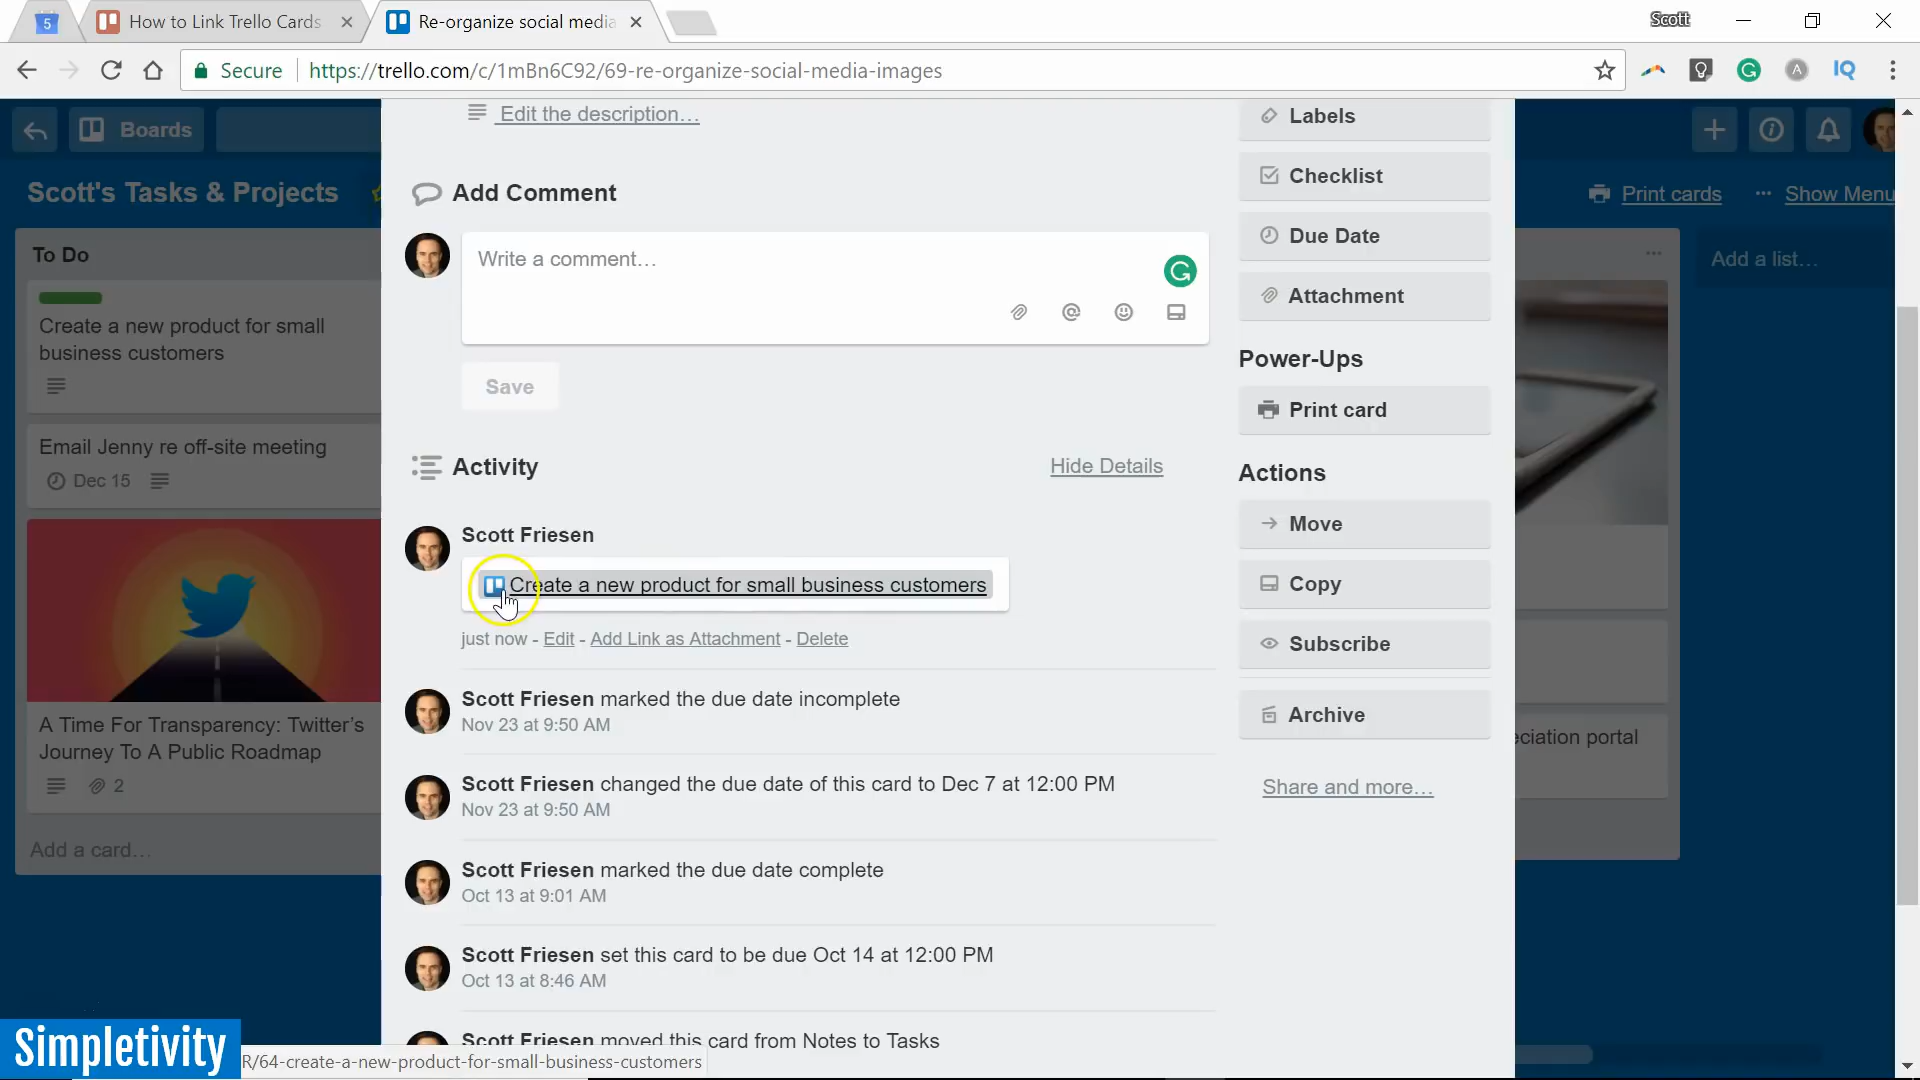 5
How to Link Trello Cards
Re-organize social media
Scott
Secure
https://trello.com/c/1mBn6C92/69-re-organize-social-media-images
A
IQ
Boards
Scott's Tasks & Projects
Print cards
Show Menu
To Do
Create a new product for small
business customers
Email Jenny re off-site meeting
Dec 15
A Time For Transparency: Twitter's
Journey To A Public Roadmap
2
Add a card…
Edit the description…
Add Comment
Write a comment…
Save
Activity
Hide Details
Scott Friesen
Create a new product for small business customers
just now - Edit - Add Link as Attachment - Delete
Scott Friesen marked the due date incomplete
Nov 23 at 9:50 AM
Scott Friesen changed the due date of this card to Dec 7 at 12:00 PM
Nov 23 at 9:50 AM
Scott Friesen marked the due date complete
Oct 13 at 9:01 AM
Scott Friesen set this card to be due Oct 14 at 12:00 PM
Oct 13 at 8:46 AM
Scott Friesen moved this card from Notes to Tasks
Labels
Checklist
Due Date
Attachment
Power-Ups
Print card
Actions
Move
Copy
Subscribe
Archive
Share and more…
Add a list…
eciation portal
Simpletivity
R/64-create-a-new-product-for-small-business-customers